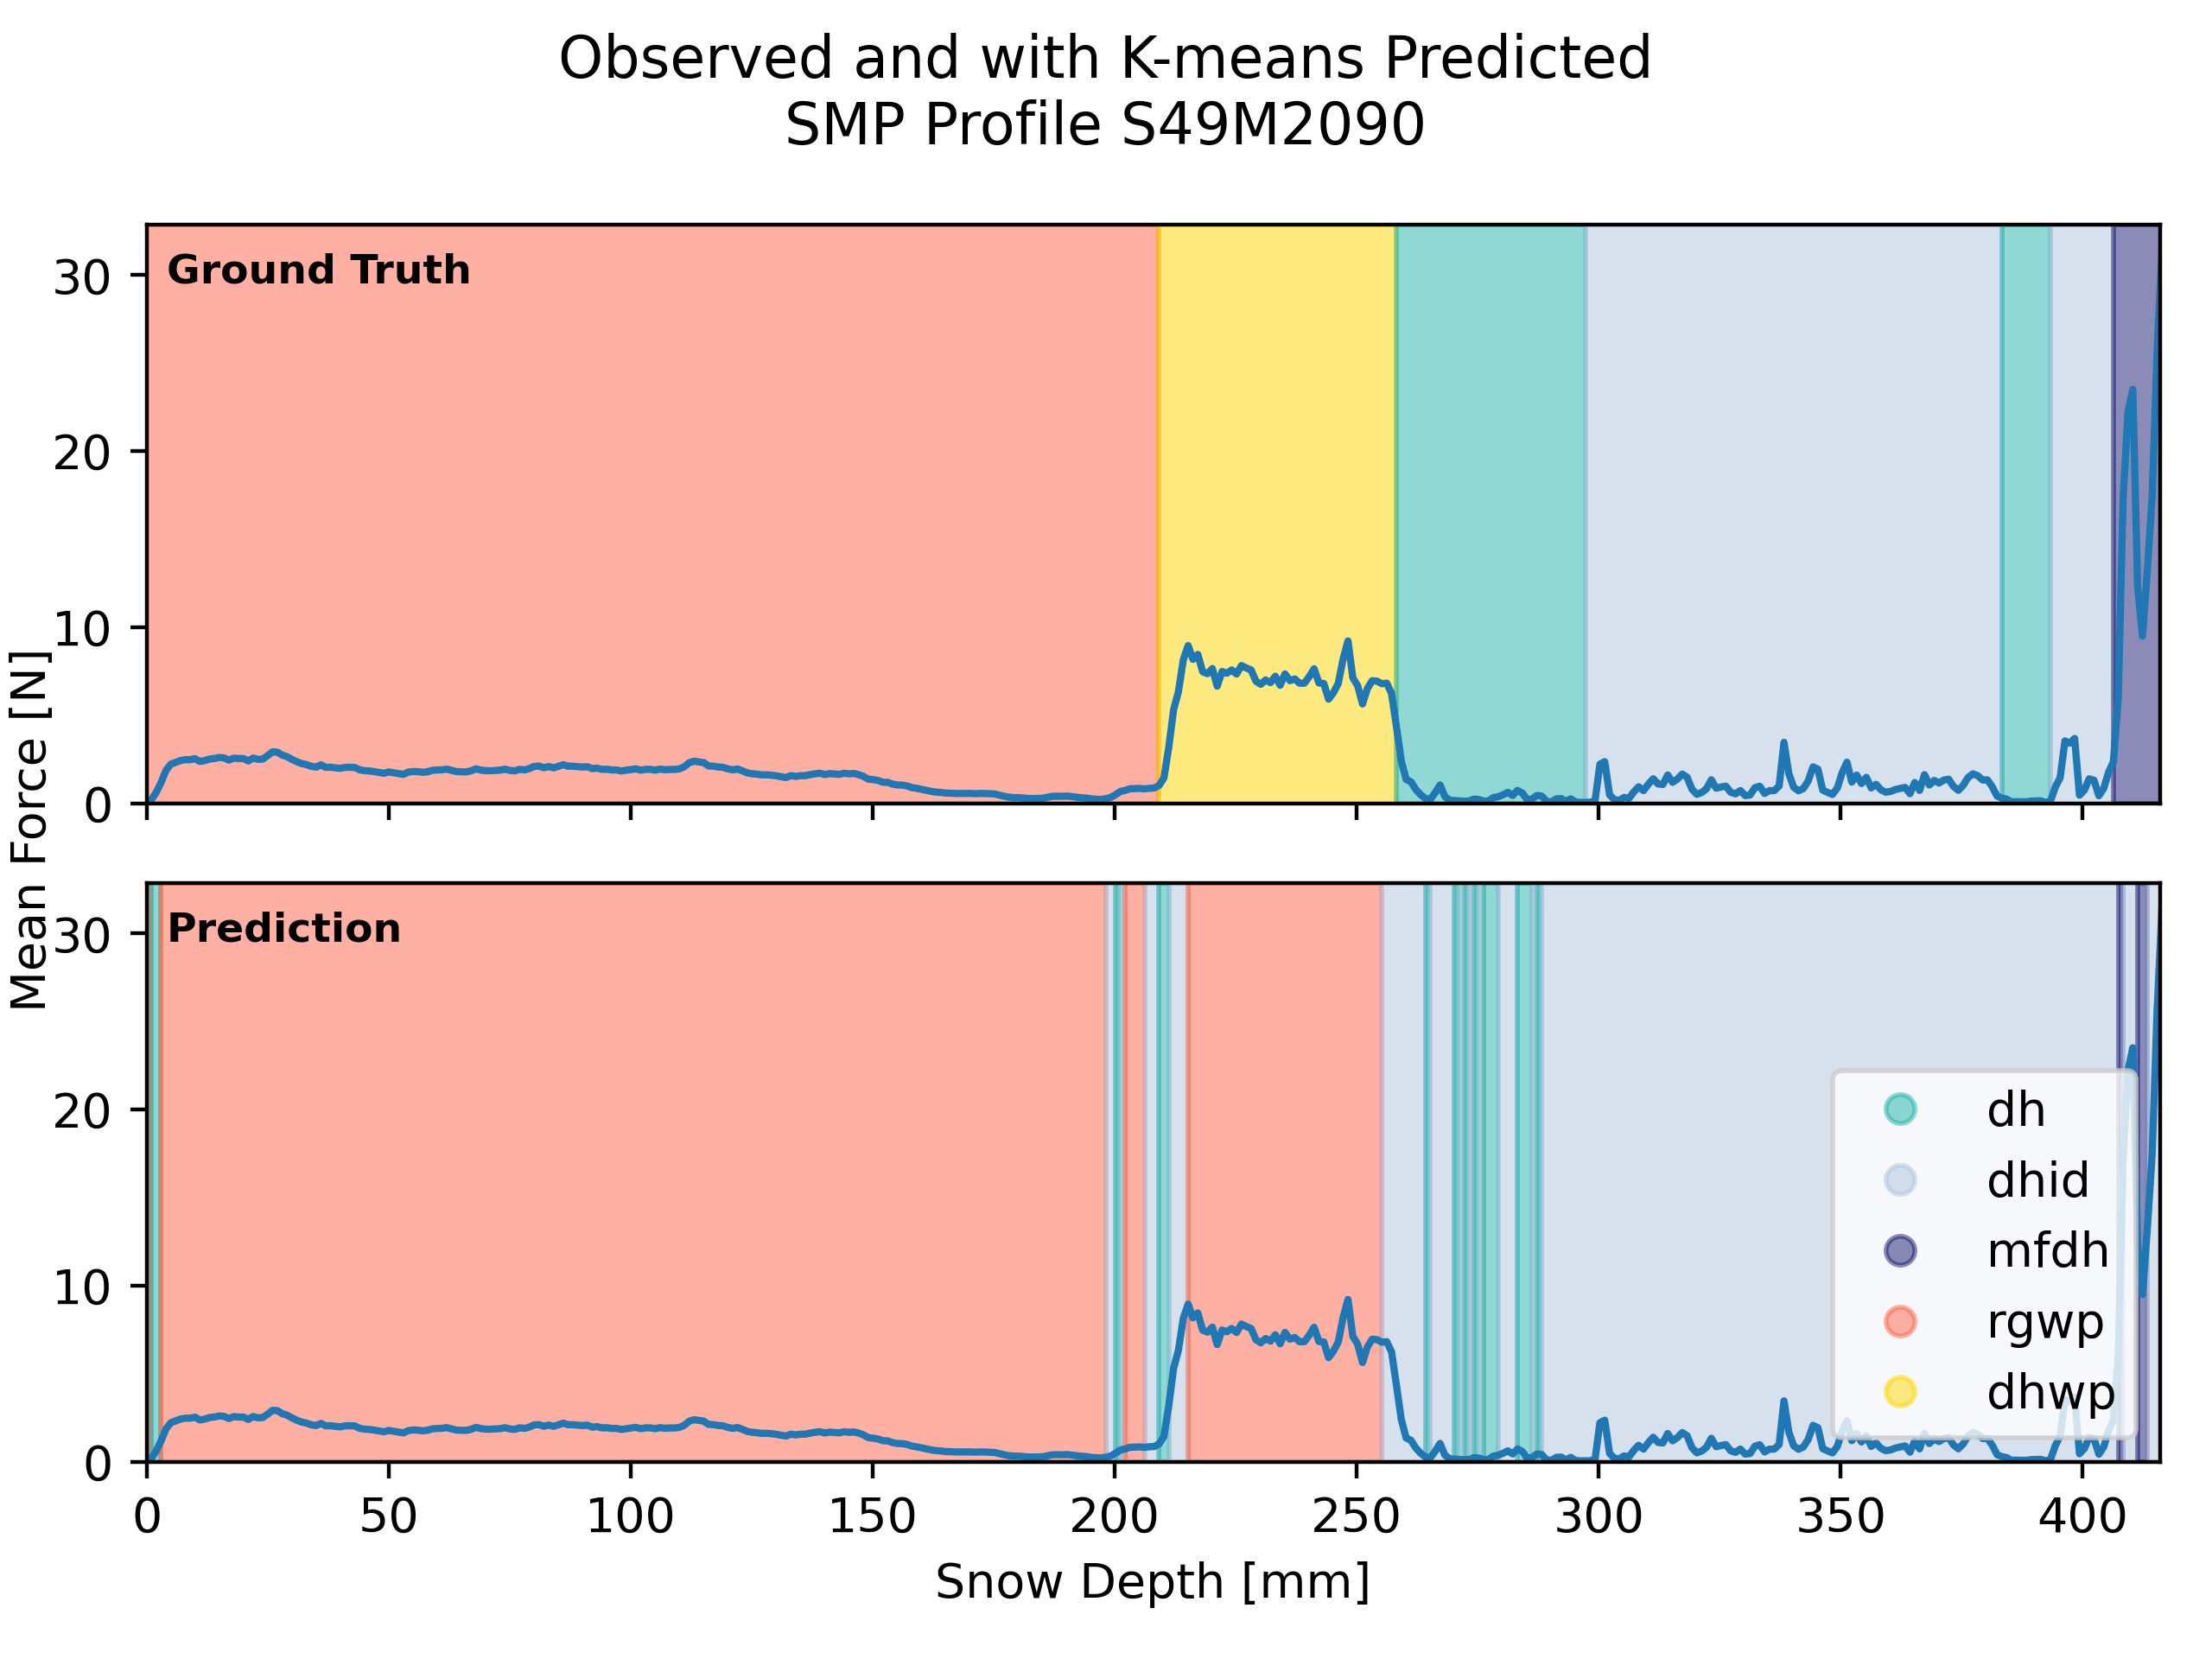 Observed and with K-means Predicted
SMP Profile S49M2090
Mean Force [N]
Ground Truth
30
20
10
0
Prediction
30
20
10
0
dh
dhid
mfdh
rgwp
dhwp
0 50 100 150 200 250 300 350 400
Snow Depth [mm]